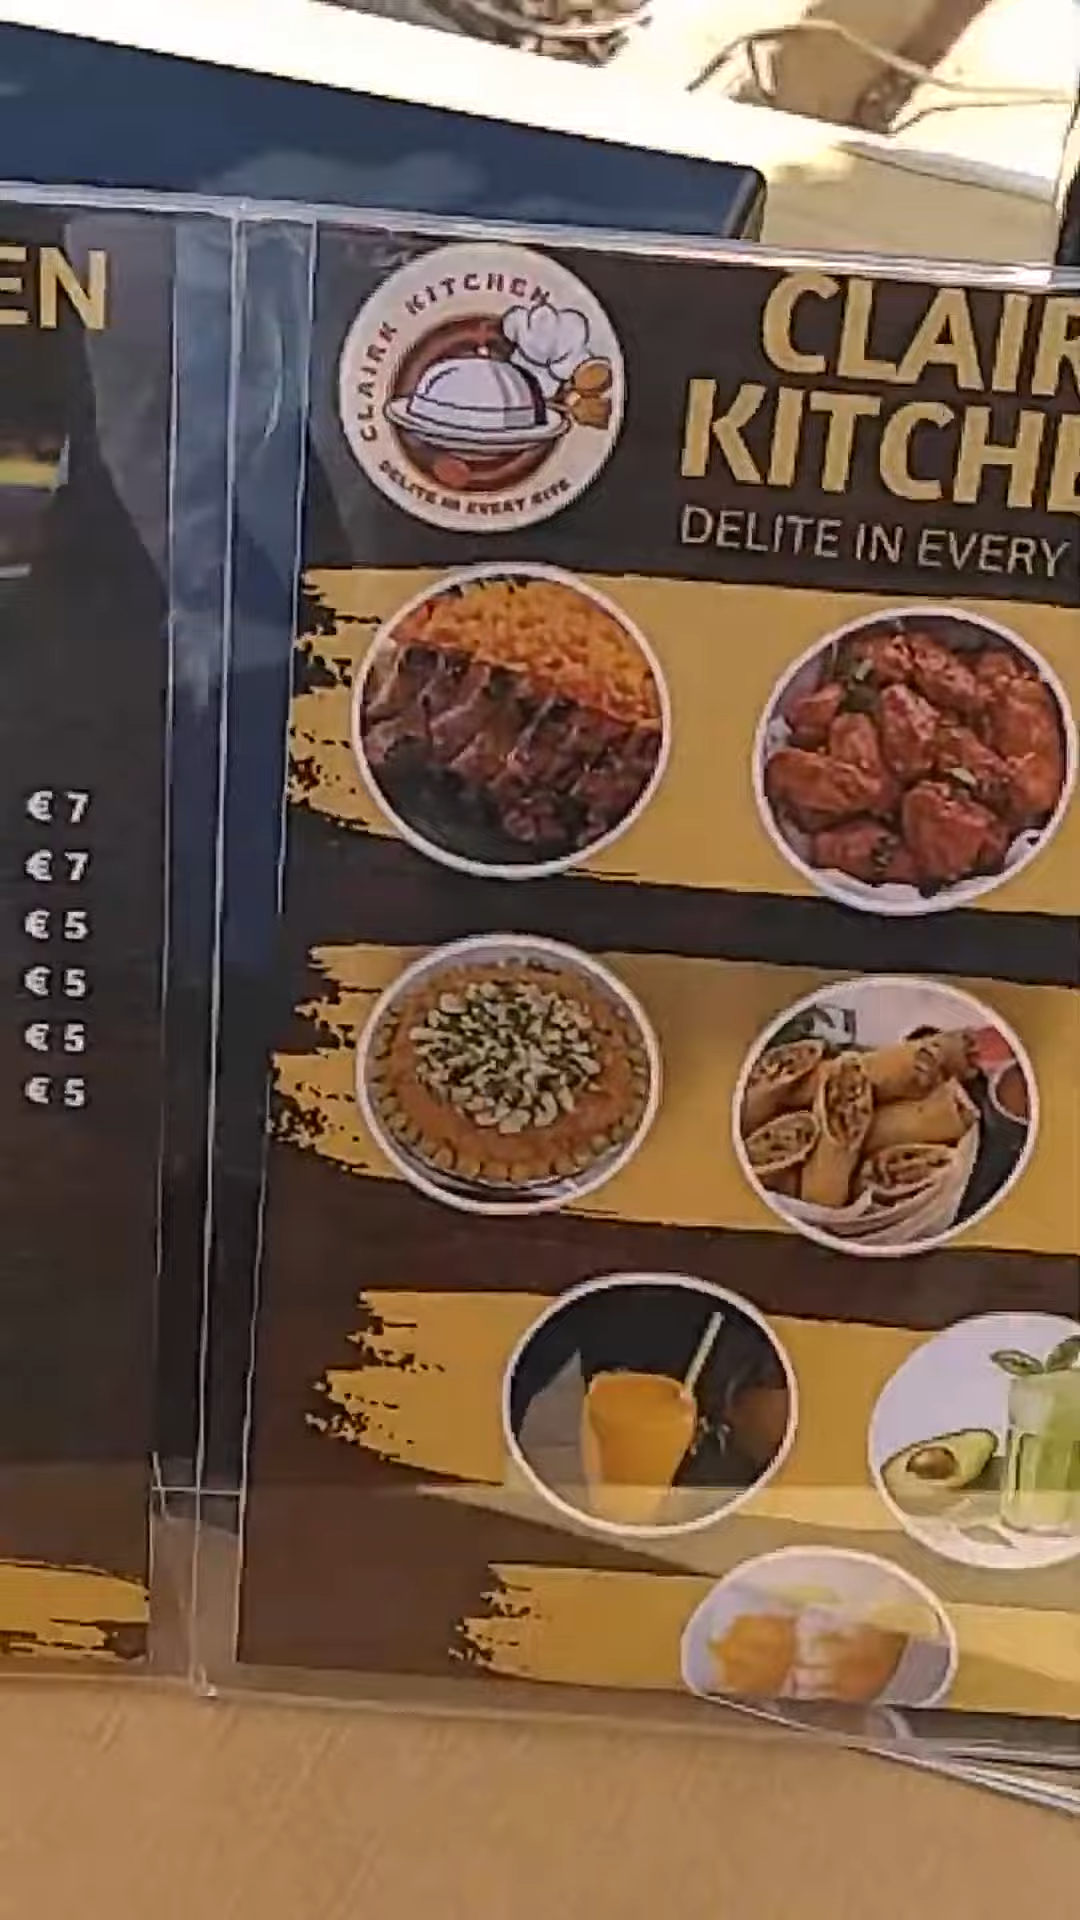 EN
€ 7
€ 7
€ 5
€ 5
€ 5
€ 5
CLAIRK KITCHEN
DELITE IN EVERY BITE
CLAIR
KITCHE
DELITE IN EVERY